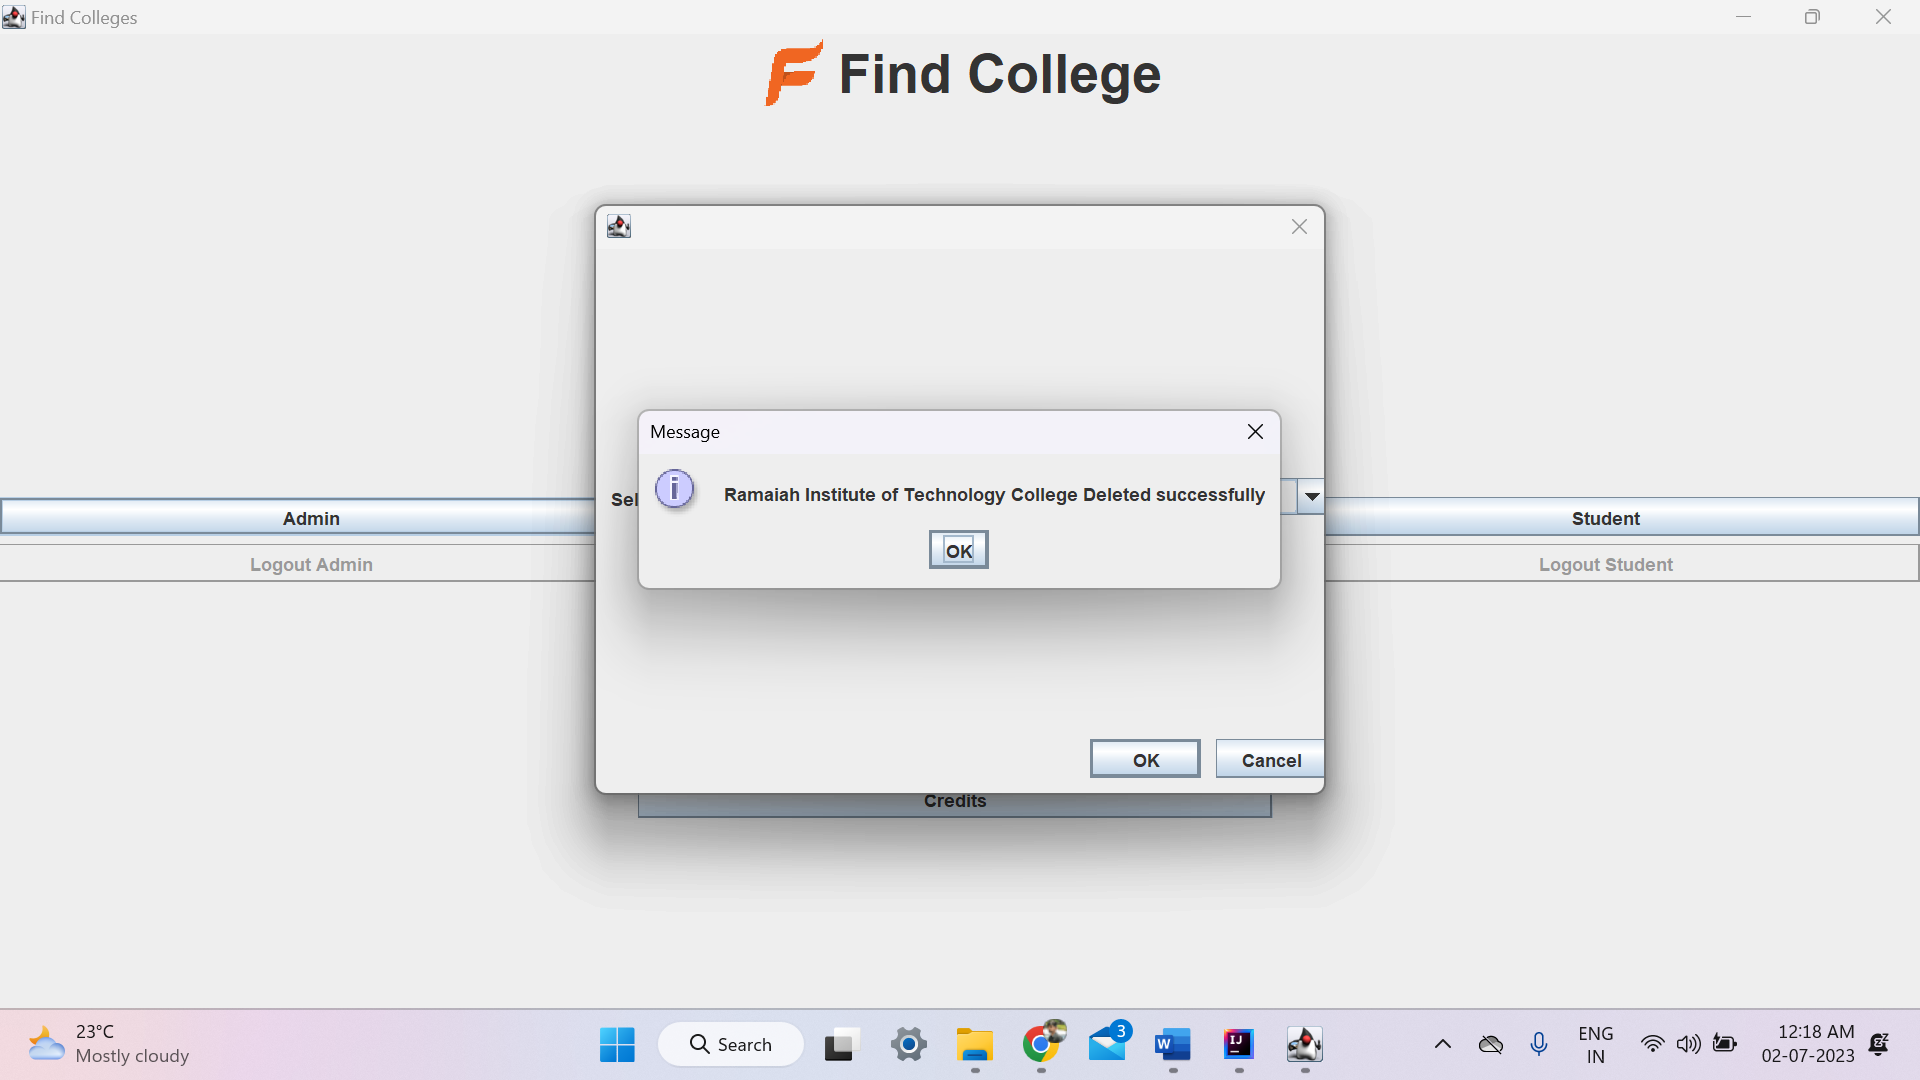 Find Colleges
Find College
Message
Ramaiah Institute of Technology College Deleted successfully
OK
Sel
Admin
Student
Logout Admin
Logout Student
OK
Cancel
Credits
23°C
Mostly cloudy
Search
3
W
IJ
ENG
IN
12:18 AM
02-07-2023